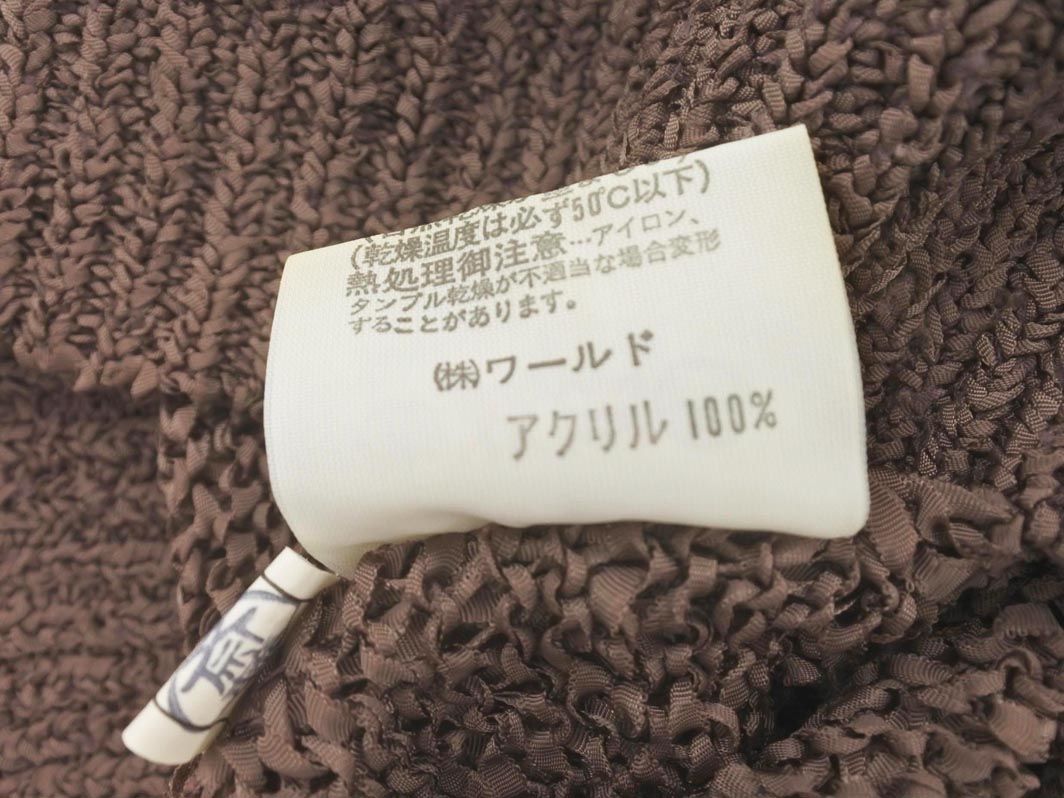 (乾燥温度は必ず50℃以下)
熱処理御注意…アイロン、
タンブル乾燥が不適当な場合変形
することがあります。
(株)ワールド
アクリル 100%